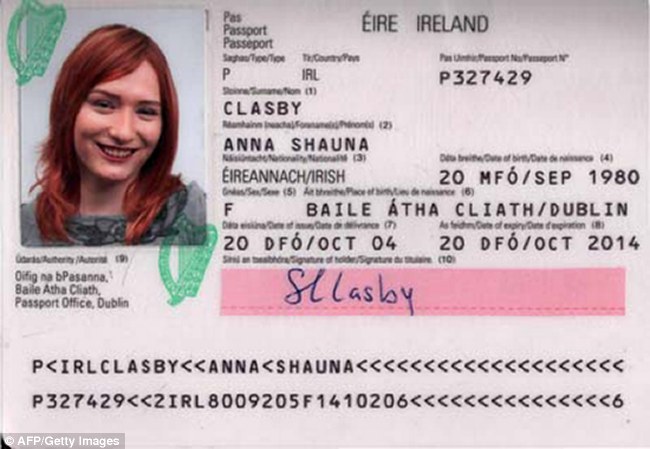 Pas
Passport
Passeport
ÉIRE IRELAND
Saghas/Type/Type Tír/Country/Pays Pas Uimhir/Passport No/Passeport N°
P IRL P327429
Sloinne/Surname/Nom (1)
CLASBY
Réamhainm (neacha)/Forename(s)/Prénom(s) (2)
ANNA SHAUNA
Náisiúntacht/Nationality/Nationalité (3) Dáta breithe/Date of birth/Date de naissance (4)
ÉIREANNACH/IRISH 20 MFÓ/SEP 1980
Gnéas/Sex/Sexe (5) Áit bhreithe/Place of birth/Lieu de naissance (6)
F BAILE ÁTHA CLIATH/DUBLIN
Dáta eisiúna/Date of issue/Date de délivrance (7) As feidhm/Date of expiry/Date d'expiration (8)
20 DFÓ/OCT 04 20 DFÓ/OCT 2014
Údarás/Authority/Autorité (9) Síniú an tsealbhóra/Signature of holder/Signature du titulaire. (10)
Oifig na bPasanna,
Baile Atha Cliath,
Passport Office, Dublin
SClasby
P<IRLCLASBY<<ANNA<SHAUNA<<<<<<<<<<<<<<<<<<<<
P327429<<2IRL8009205F1410206<<<<<<<<<<<<<<<6
© AFP/Getty Images